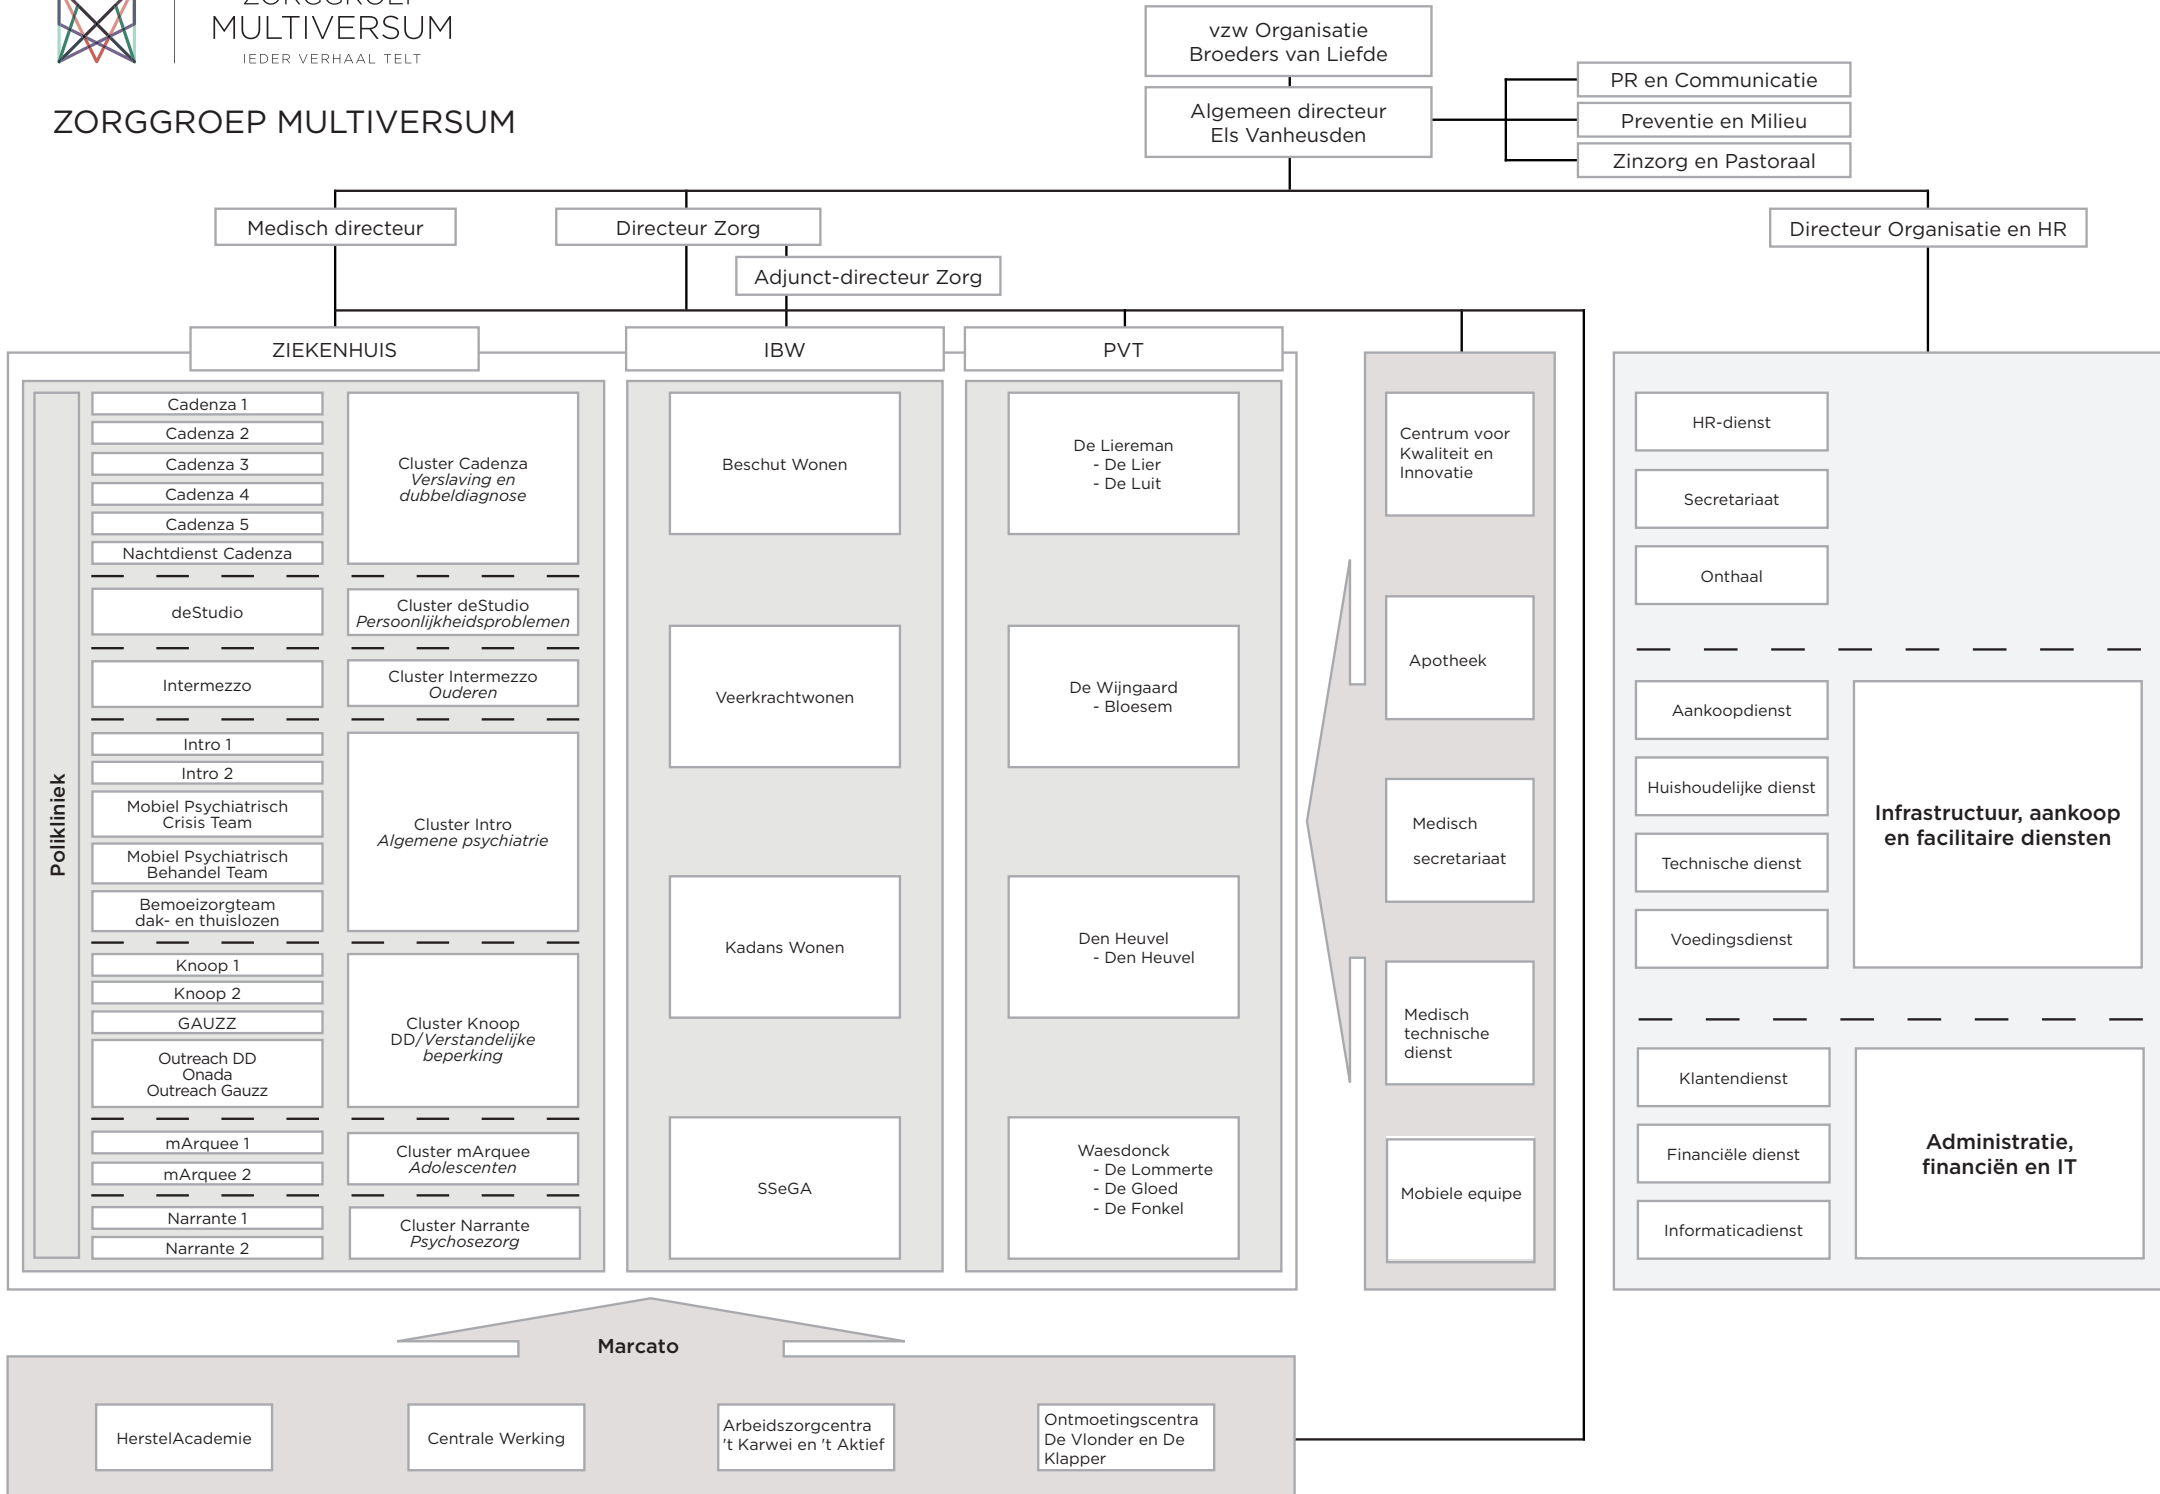 ZORGGROEP
MULTIVERSUM
IEDER VERHAAL TELT
ZORGGROEP MULTIVERSUM
vzw Organisatie
Broeders van Liefde
Algemeen directeur
Els Vanheusden
PR en Communicatie
Preventie en Milieu
Zinzorg en Pastoraal
Medisch directeur
Directeur Zorg
Adjunct-directeur Zorg
Directeur Organisatie en HR
ZIEKENHUIS
IBW
PVT
Polikliniek
Cadenza 1
Cadenza 2
Cadenza 3
Cadenza 4
Cadenza 5
Nachtdienst Cadenza
Cluster Cadenza
Verslaving en
dubbeldiagnose
deStudio
Cluster deStudio
Persoonlijkheidsproblemen
Intermezzo
Cluster Intermezzo
Ouderen
Intro 1
Intro 2
Mobiel Psychiatrisch
Crisis Team
Mobiel Psychiatrisch
Behandel Team
Bemoeizorgteam
dak- en thuislozen
Cluster Intro
Algemene psychiatrie
Knoop 1
Knoop 2
GAUZZ
Outreach DD
Onada
Outreach Gauzz
Cluster Knoop
DD/Verstandelijke
beperking
mArquee 1
mArquee 2
Cluster mArquee
Adolescenten
Narrante 1
Narrante 2
Cluster Narrante
Psychosezorg
Beschut Wonen
Veerkrachtwonen
Kadans Wonen
SSeGA
De Liereman
- De Lier
- De Luit
De Wijngaard
- Bloesem
Den Heuvel
- Den Heuvel
Waesdonck
- De Lommerte
- De Gloed
- De Fonkel
Centrum voor
Kwaliteit en
Innovatie
Apotheek
Medisch
secretariaat
Medisch
technische
dienst
Mobiele equipe
HR-dienst
Secretariaat
Onthaal
Aankoopdienst
Huishoudelijke dienst
Technische dienst
Voedingsdienst
Infrastructuur, aankoop
en facilitaire diensten
Klantendienst
Financiële dienst
Informaticadienst
Administratie,
financiën en IT
Marcato
HerstelAcademie
Centrale Werking
Arbeidszorgcentra
't Karwei en 't Aktief
Ontmoetingscentra
De Vlonder en De
Klapper